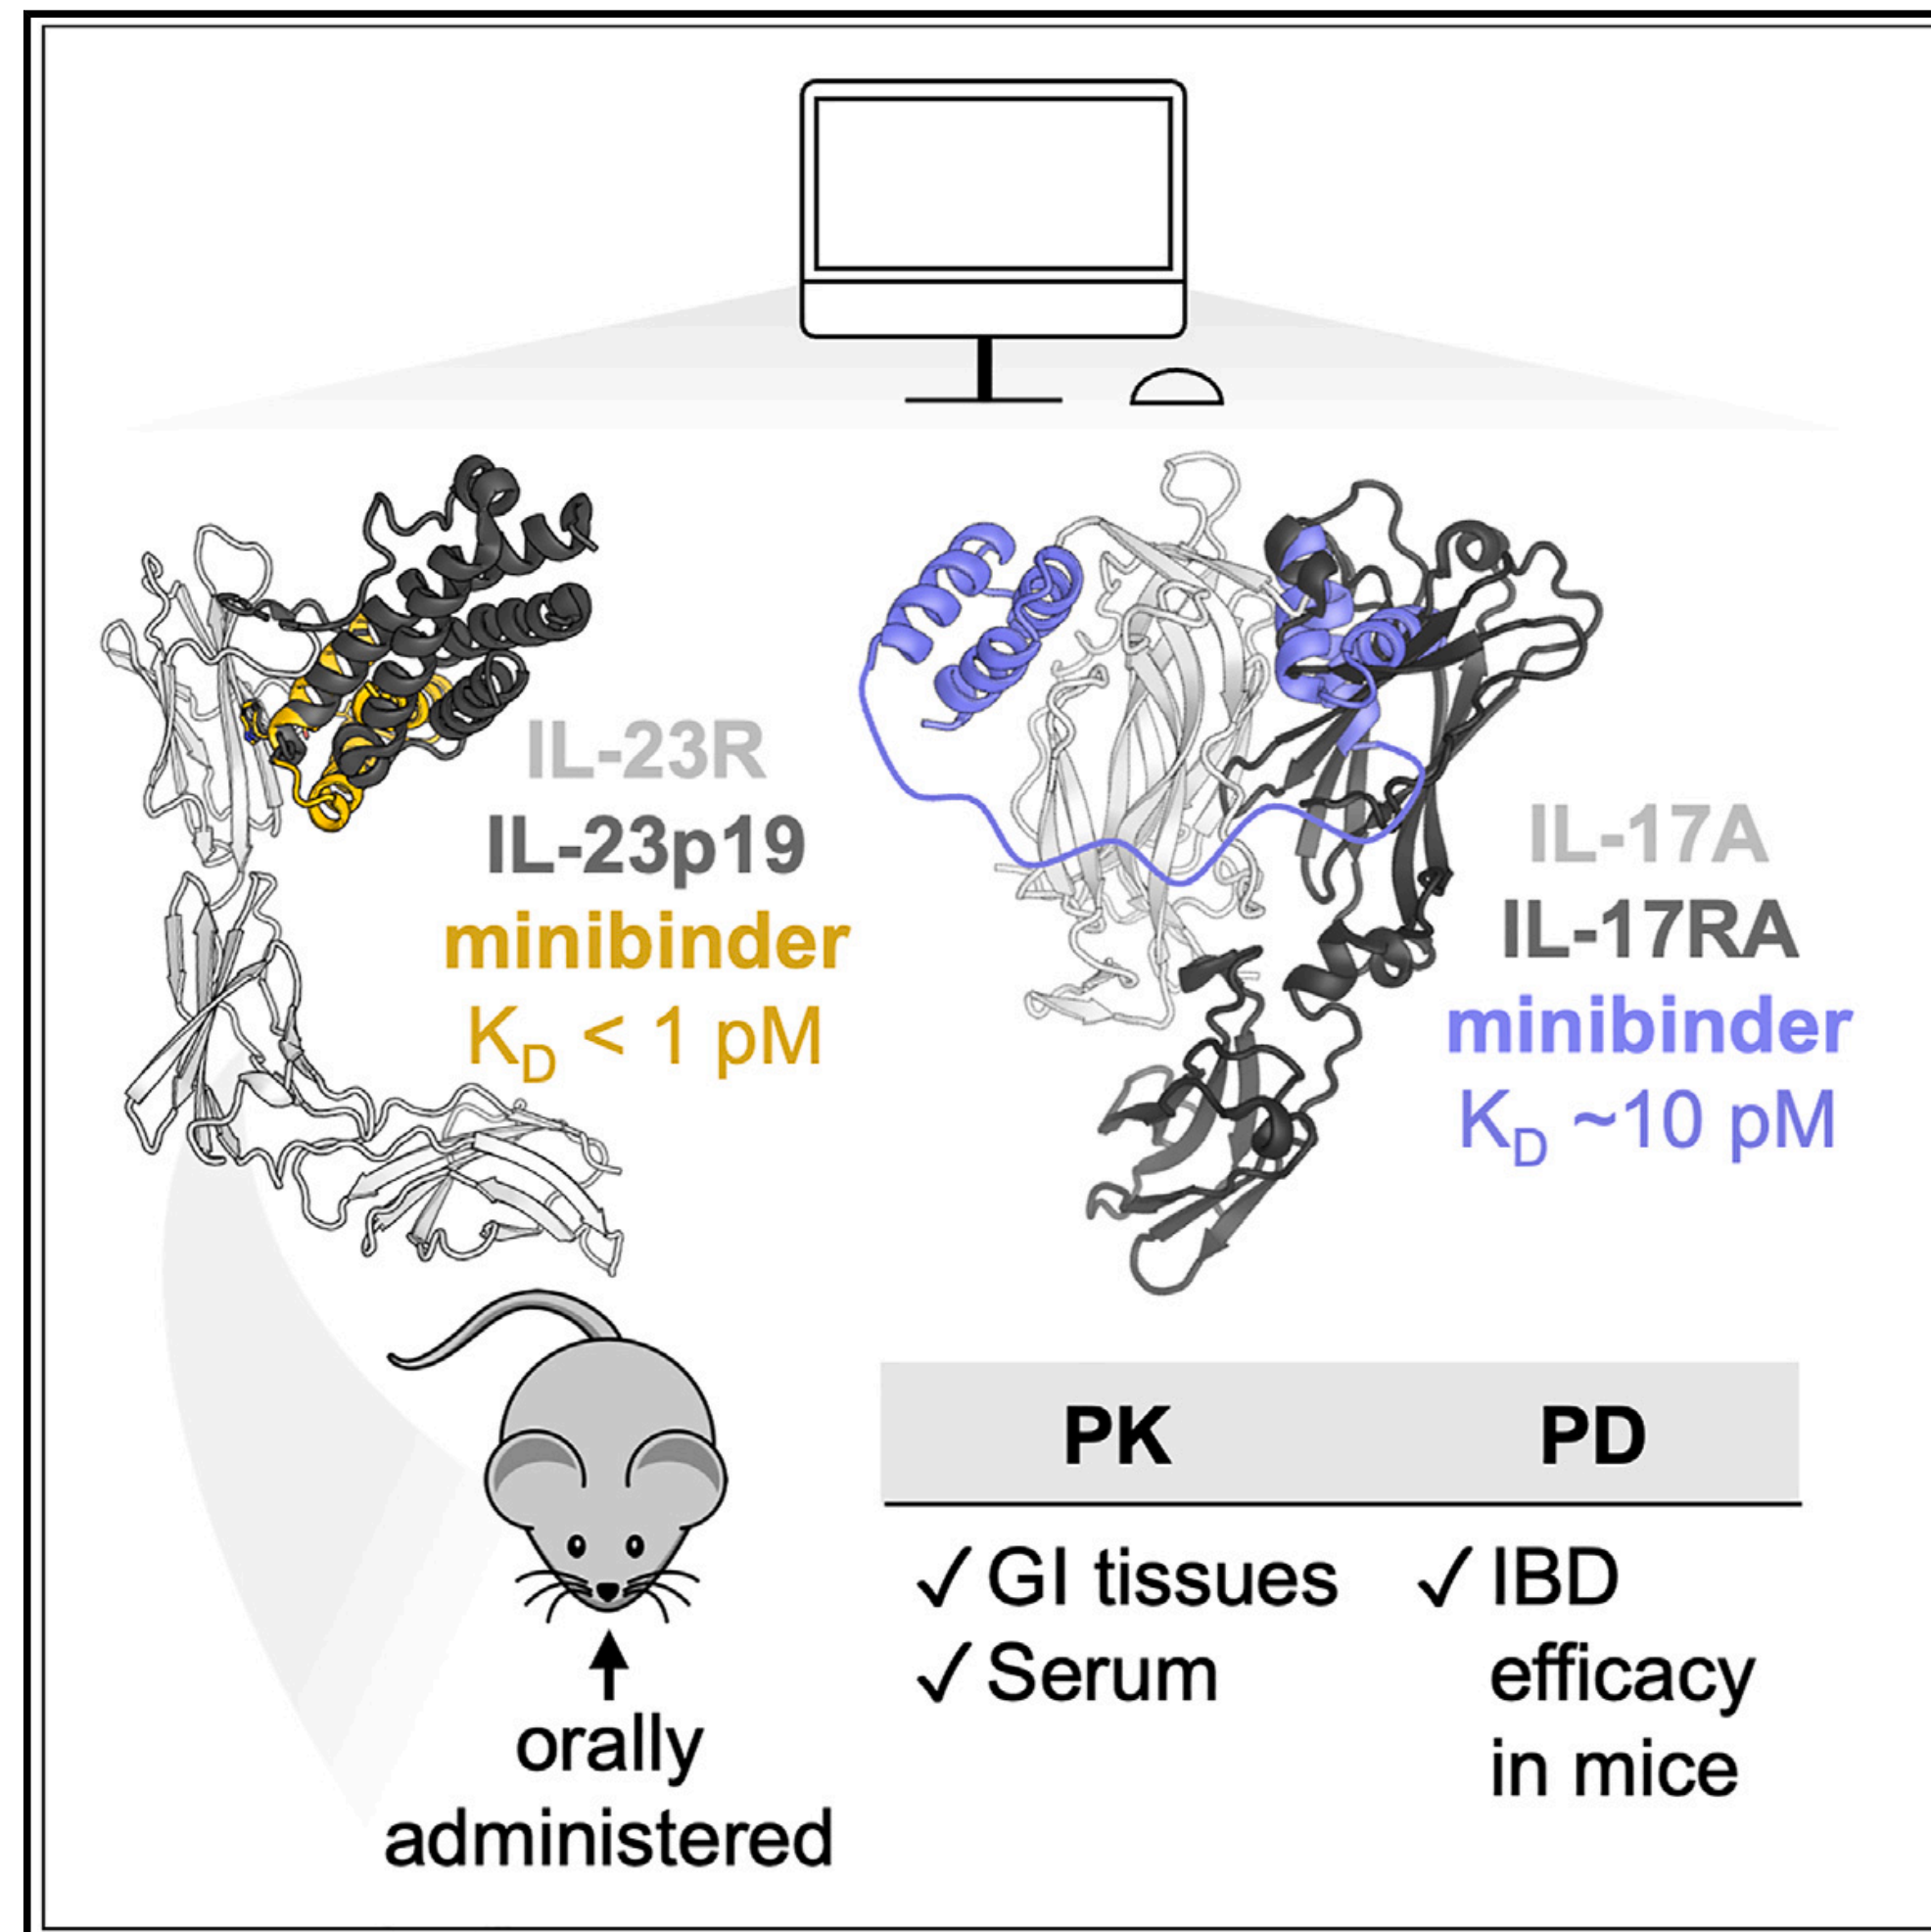 IL-23R
IL-23p19
minibinder
K_D < 1 pM
IL-17A
IL-17RA
minibinder
K_D ~10 pM
orally
administered
PK PD
✓ GI tissues ✓ IBD
✓ Serum efficacy
in mice